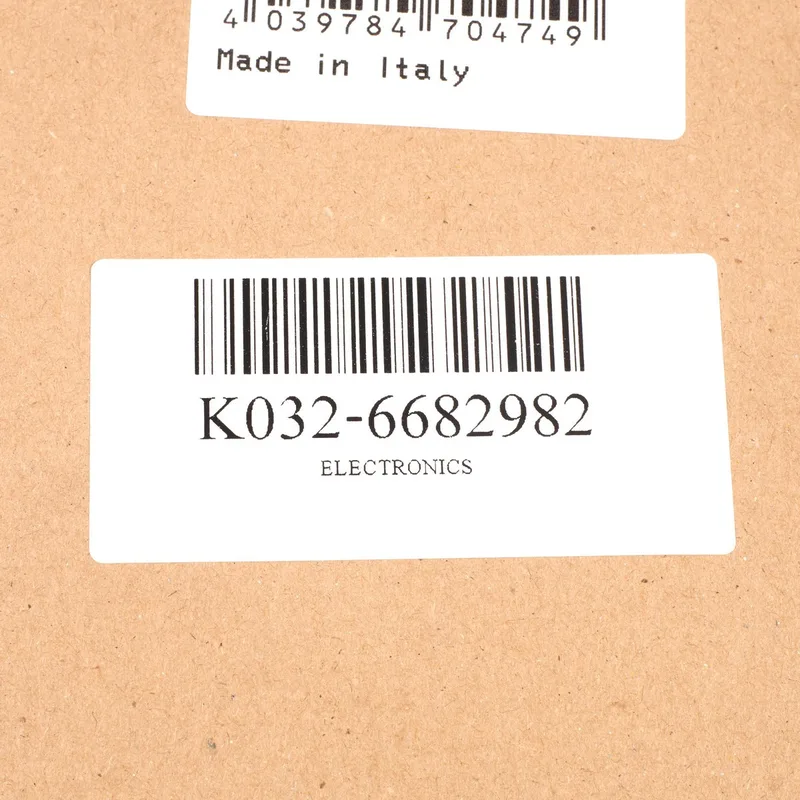 4 039784 704749
Made in Italy
K032-6682982
ELECTRONICS